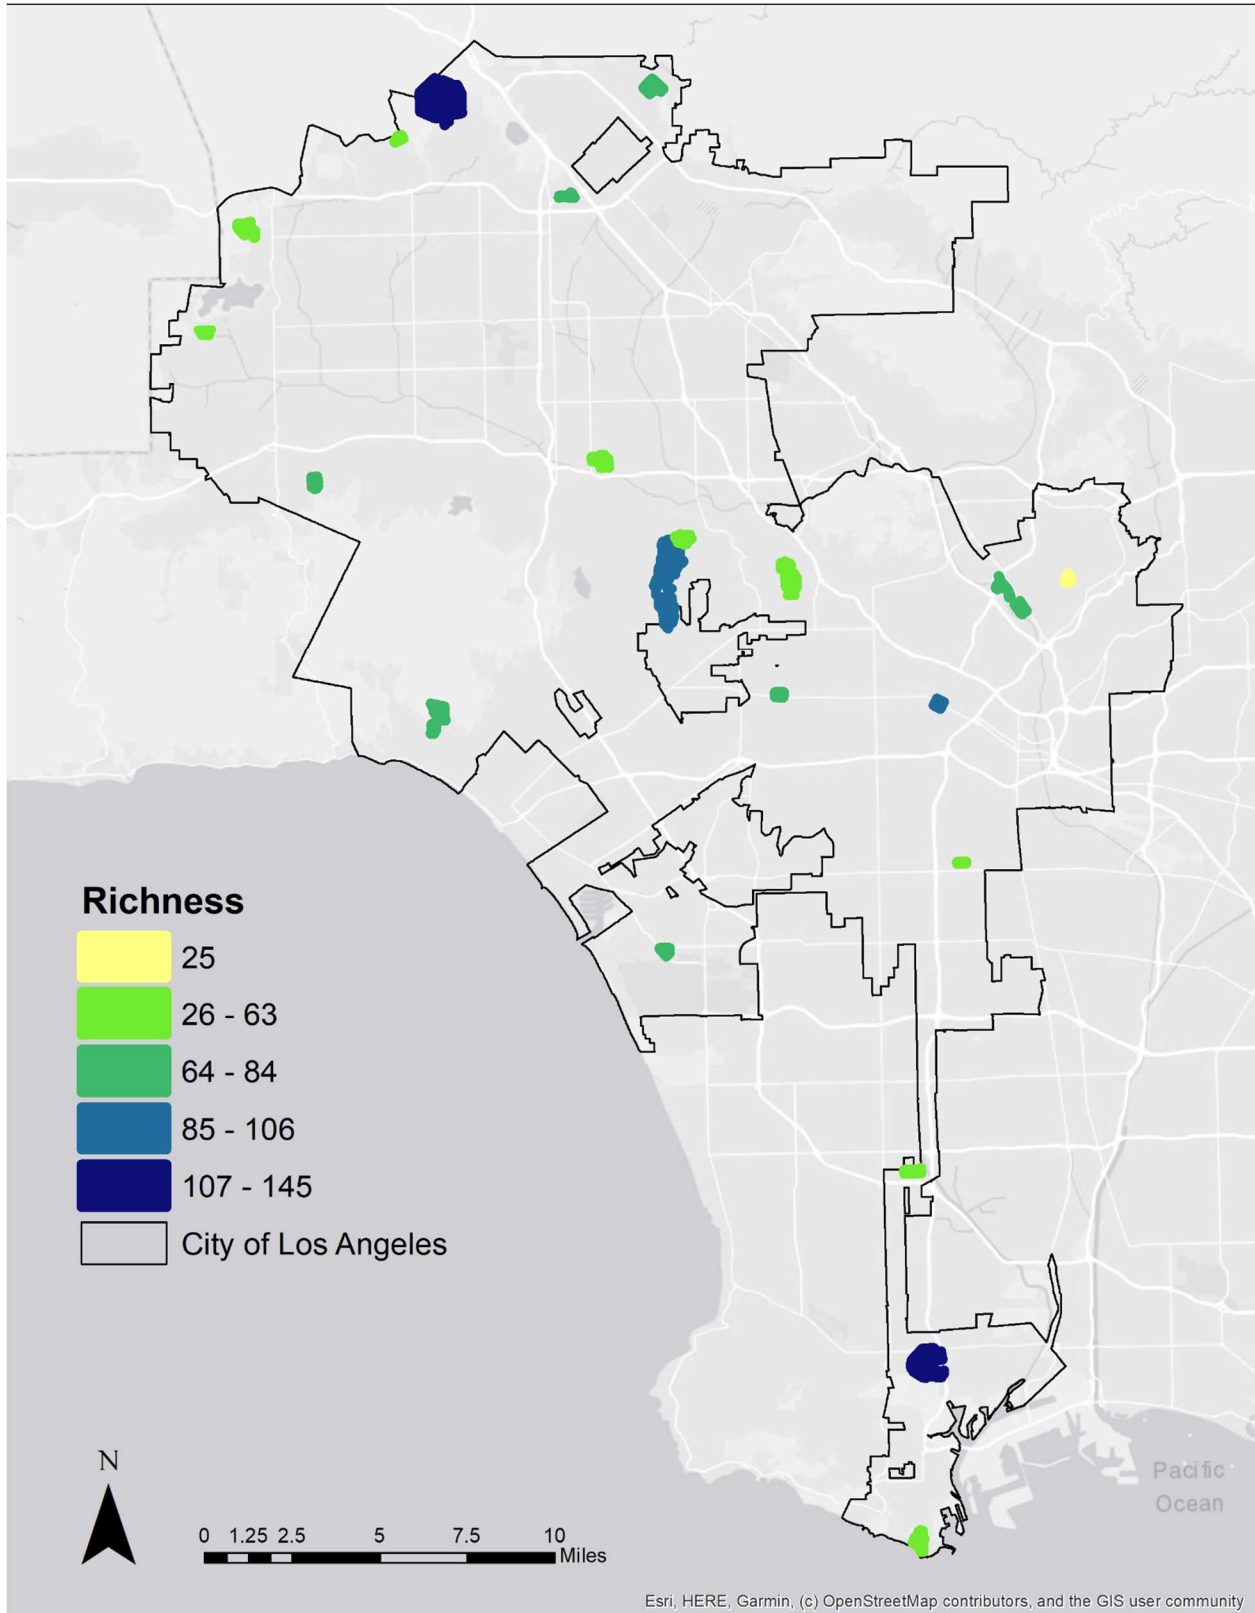 Richness
25
26 - 63
64 - 84
85 - 106
107 - 145
City of Los Angeles
N
0 1.25 2.5 5 7.5 10
Miles
Pacific
Ocean
Esri, HERE, Garmin, (c) OpenStreetMap contributors, and the GIS user community